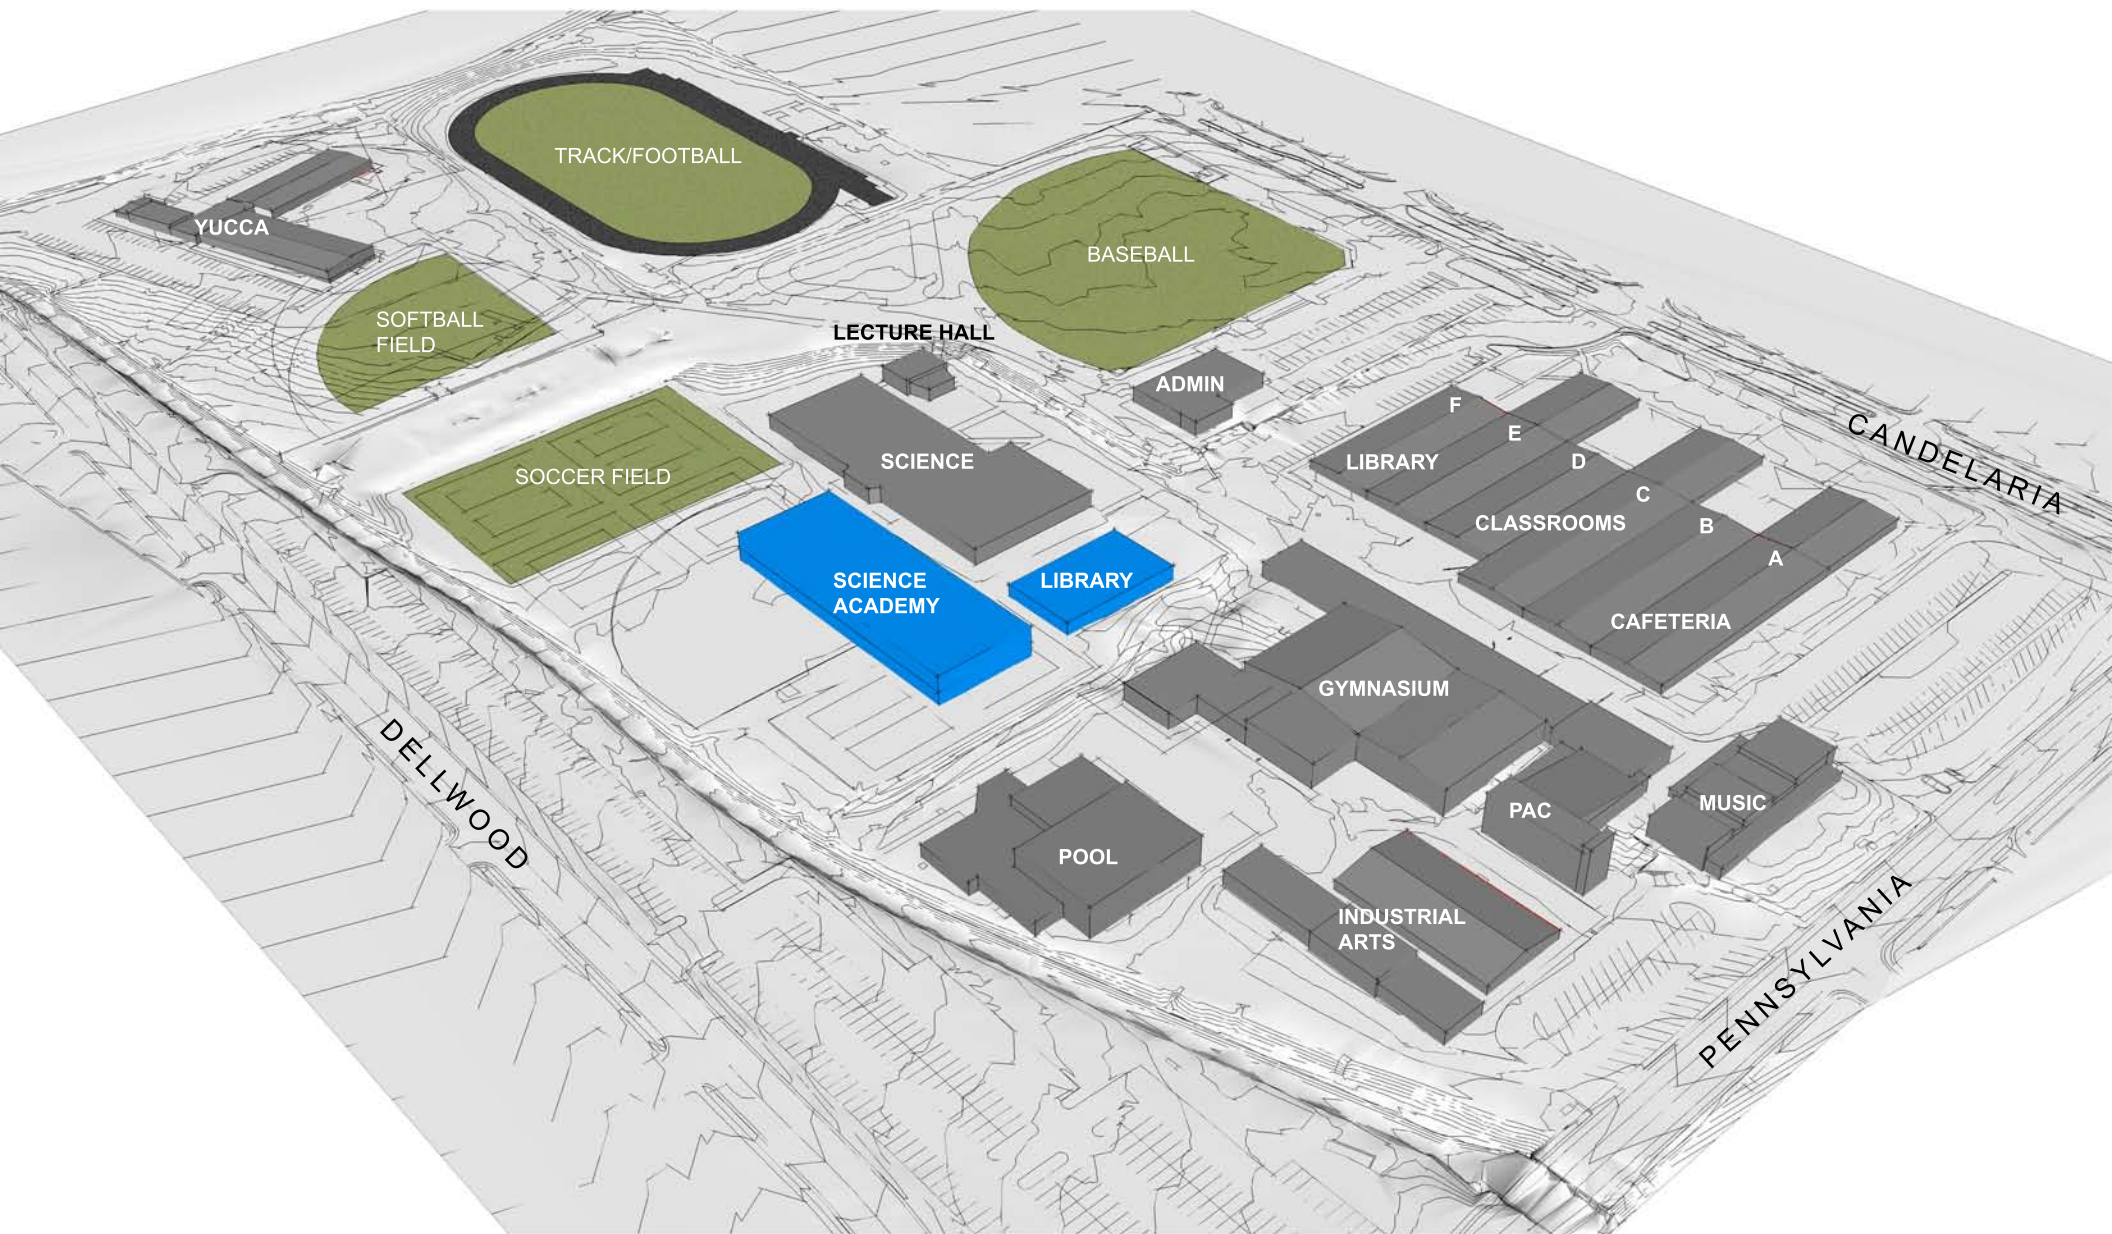 TRACK/FOOTBALL
YUCCA
BASEBALL
SOFTBALL
FIELD
LECTURE HALL
ADMIN
F
E
D
C
B
A
LIBRARY
CLASSROOMS
CAFETERIA
CANDELARIA
SCIENCE
SOCCER FIELD
SCIENCE
ACADEMY
LIBRARY
GYMNASIUM
DELLWOOD
PAC
MUSIC
POOL
INDUSTRIAL
ARTS
PENNSYLVANIA